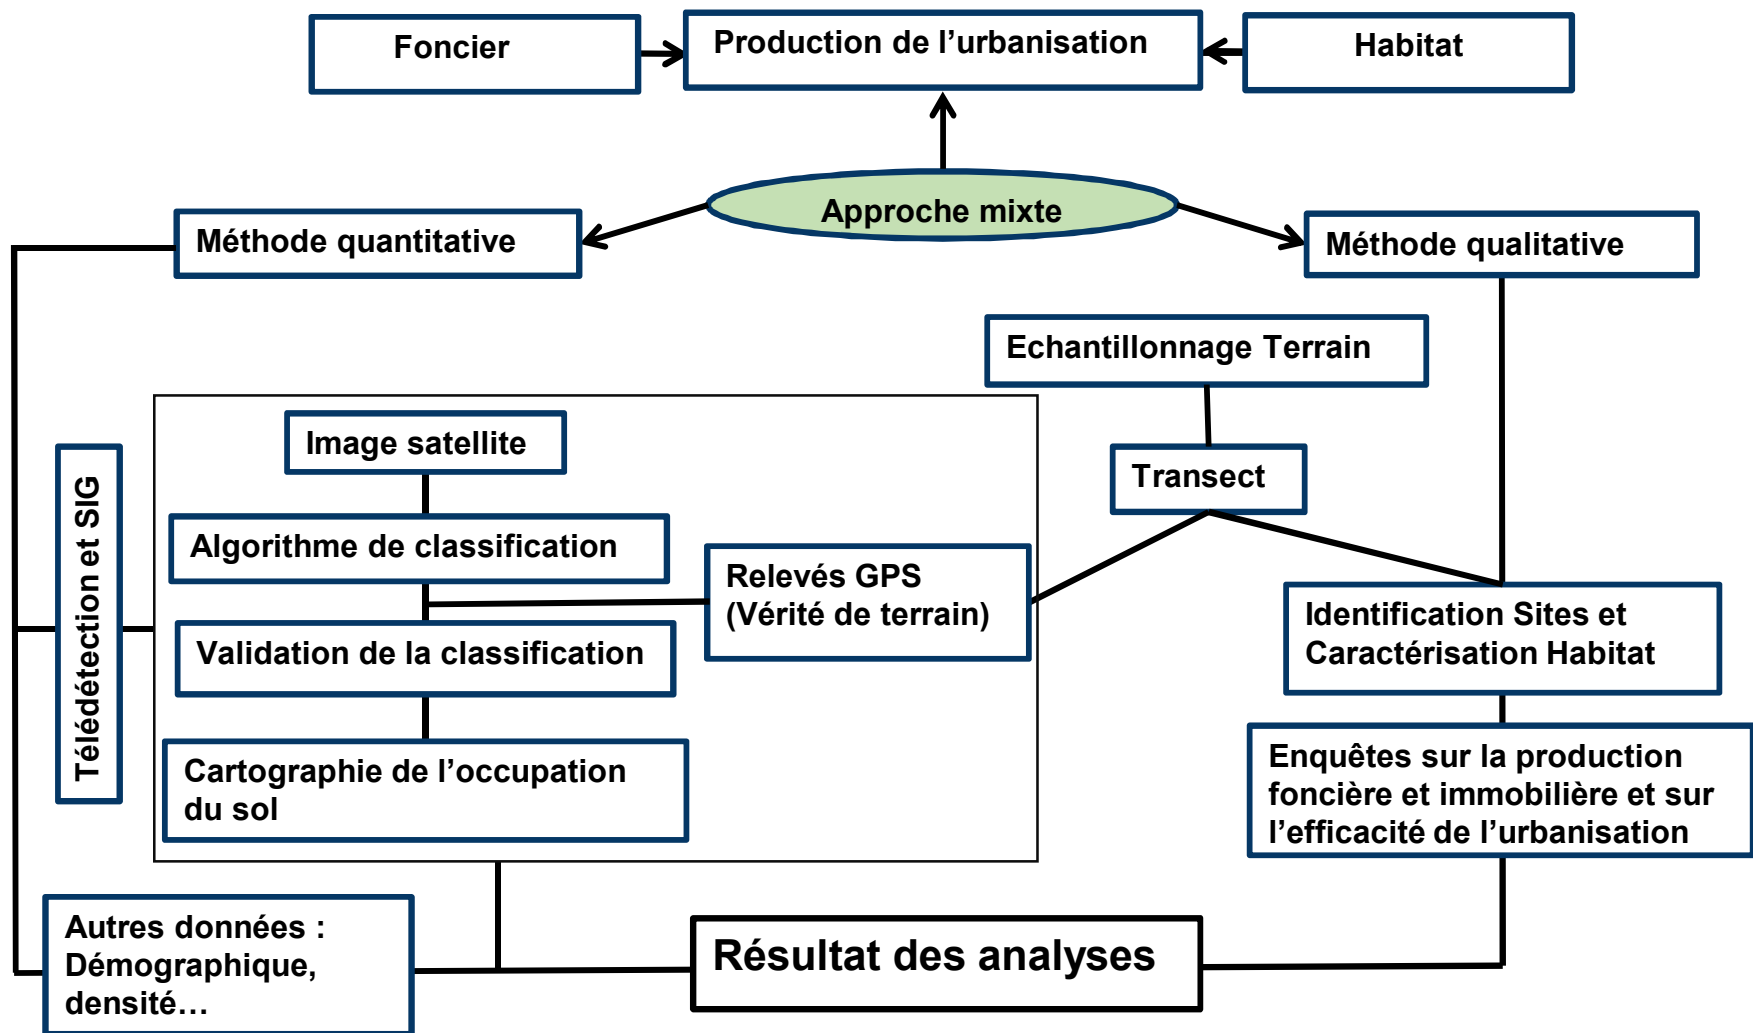 Foncier
Production de l’urbanisation
Habitat
Approche mixte
Méthode quantitative
Méthode qualitative
Echantillonnage Terrain
Transect
Télédétection et SIG
Image satellite
Algorithme de classification
Relevés GPS
(Vérité de terrain)
Validation de la classification
Cartographie de l’occupation
du sol
Identification Sites et
Caractérisation Habitat
Enquêtes sur la production
foncière et immobilière et sur
l’efficacité de l’urbanisation
Autres données :
Démographique,
densité…
Résultat des analyses